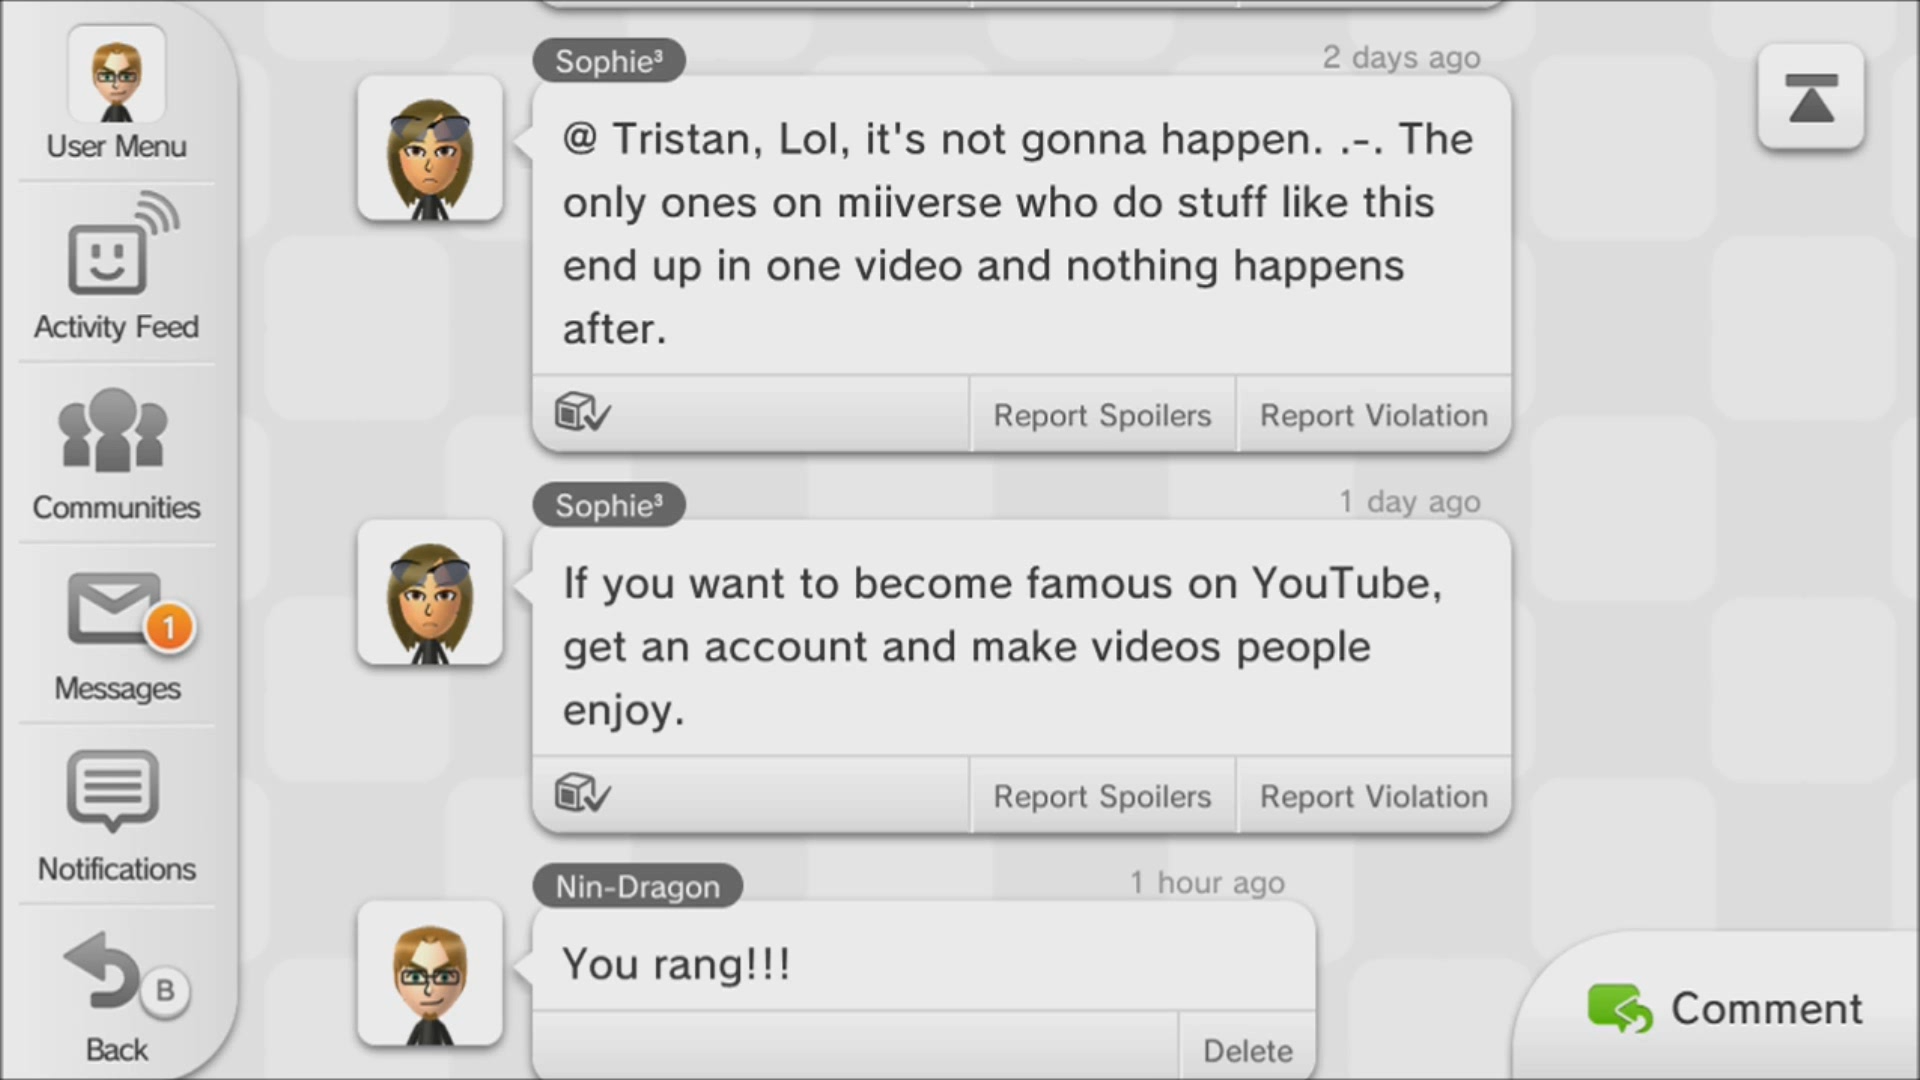 User Menu
Activity Feed
Communities
1
Messages
Notifications
B
Back
Sophie³
2 days ago
@ Tristan, Lol, it's not gonna happen. .-. The
only ones on miiverse who do stuff like this
end up in one video and nothing happens
after.
Report Spoilers
Report Violation
Sophie³
1 day ago
If you want to become famous on YouTube,
get an account and make videos people
enjoy.
Report Spoilers
Report Violation
Nin-Dragon
1 hour ago
You rang!!!
Delete
Comment